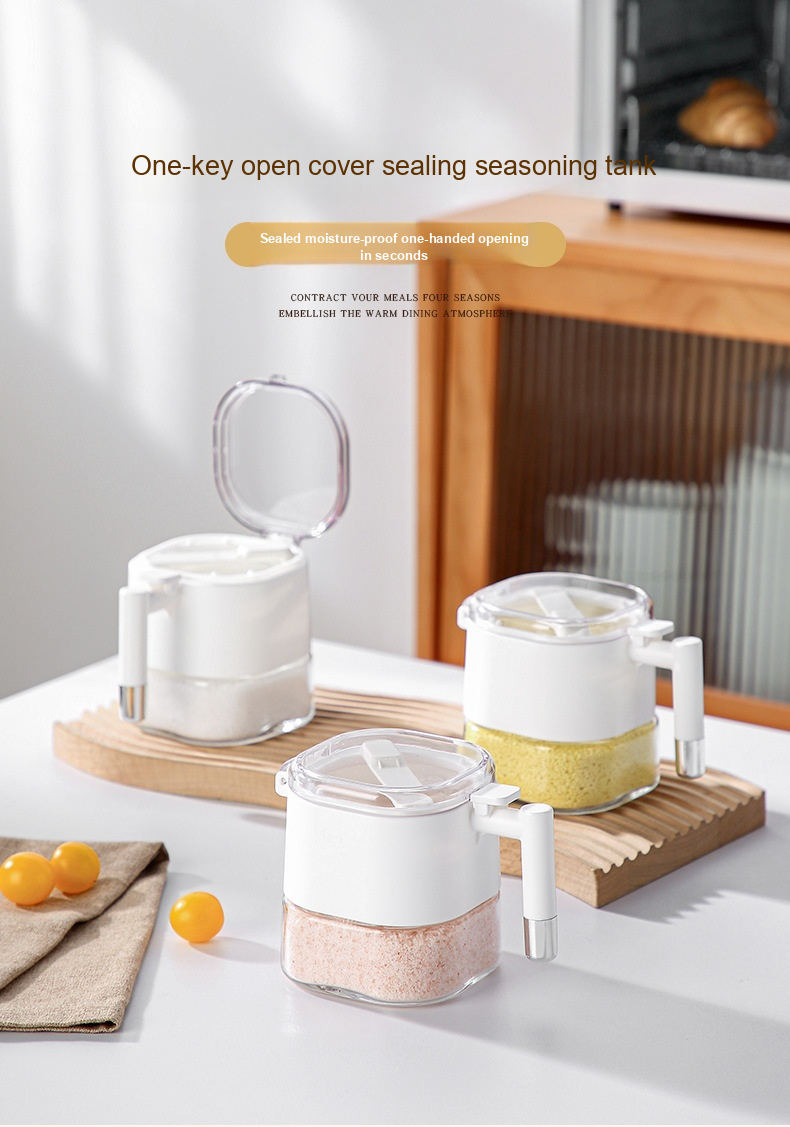 One-key open cover sealing seasoning tank
Sealed moisture-proof one-handed opening
in seconds
CONTRACT VOUR MEALS FOUR SEASONS
EMBELLISH THE WARM DINING ATMOSPHERE